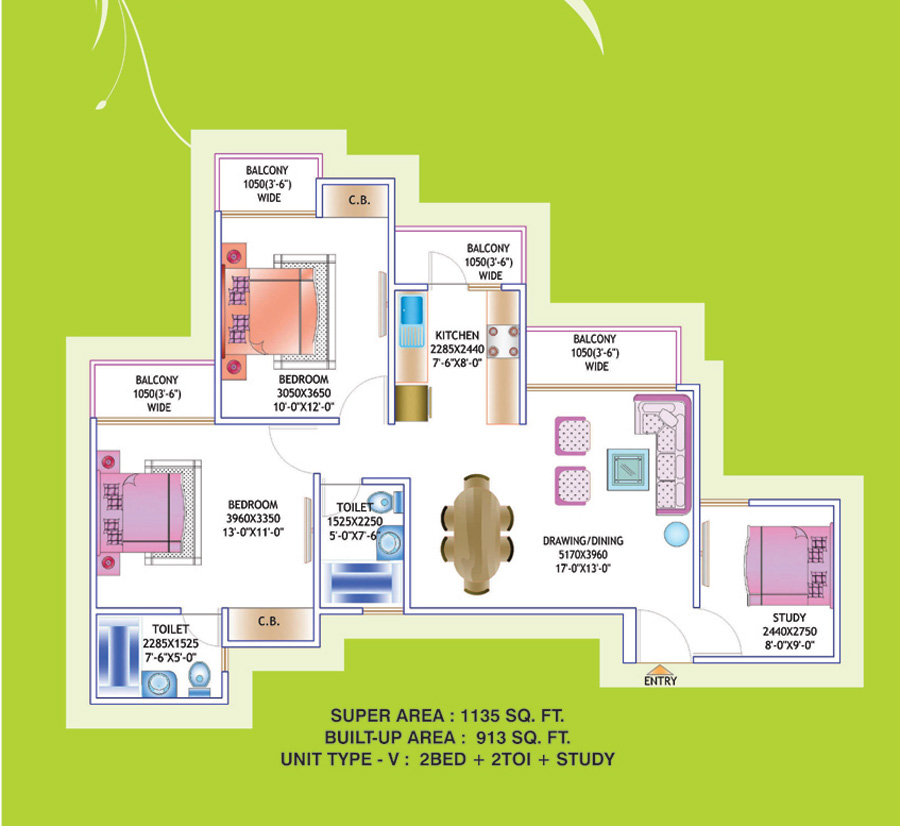 BALCONY
1050(3'-6")
WIDE
C.B.
BALCONY
1050(3'-6")
WIDE
KITCHEN
2285X2440
7'-6"X8'-0"
BALCONY
1050(3'-6")
WIDE
BALCONY
1050(3'-6")
WIDE
BEDROOM
3050X3650
10'-0"X12'-0"
BEDROOM
3960X3350
13'-0"X11'-0"
TOILET
1525X2250
5'-0"X7'-6
DRAWING/DINING
5170X3960
17'-0"X13'-0"
C.B.
TOILET
2285X1525
7'-6"X5'-0"
STUDY
2440X2750
8'-0"X9'-0"
ENTRY
SUPER AREA : 1135 SQ. FT.
BUILT-UP AREA : 913 SQ. FT.
UNIT TYPE - V : 2BED + 2TOI + STUDY